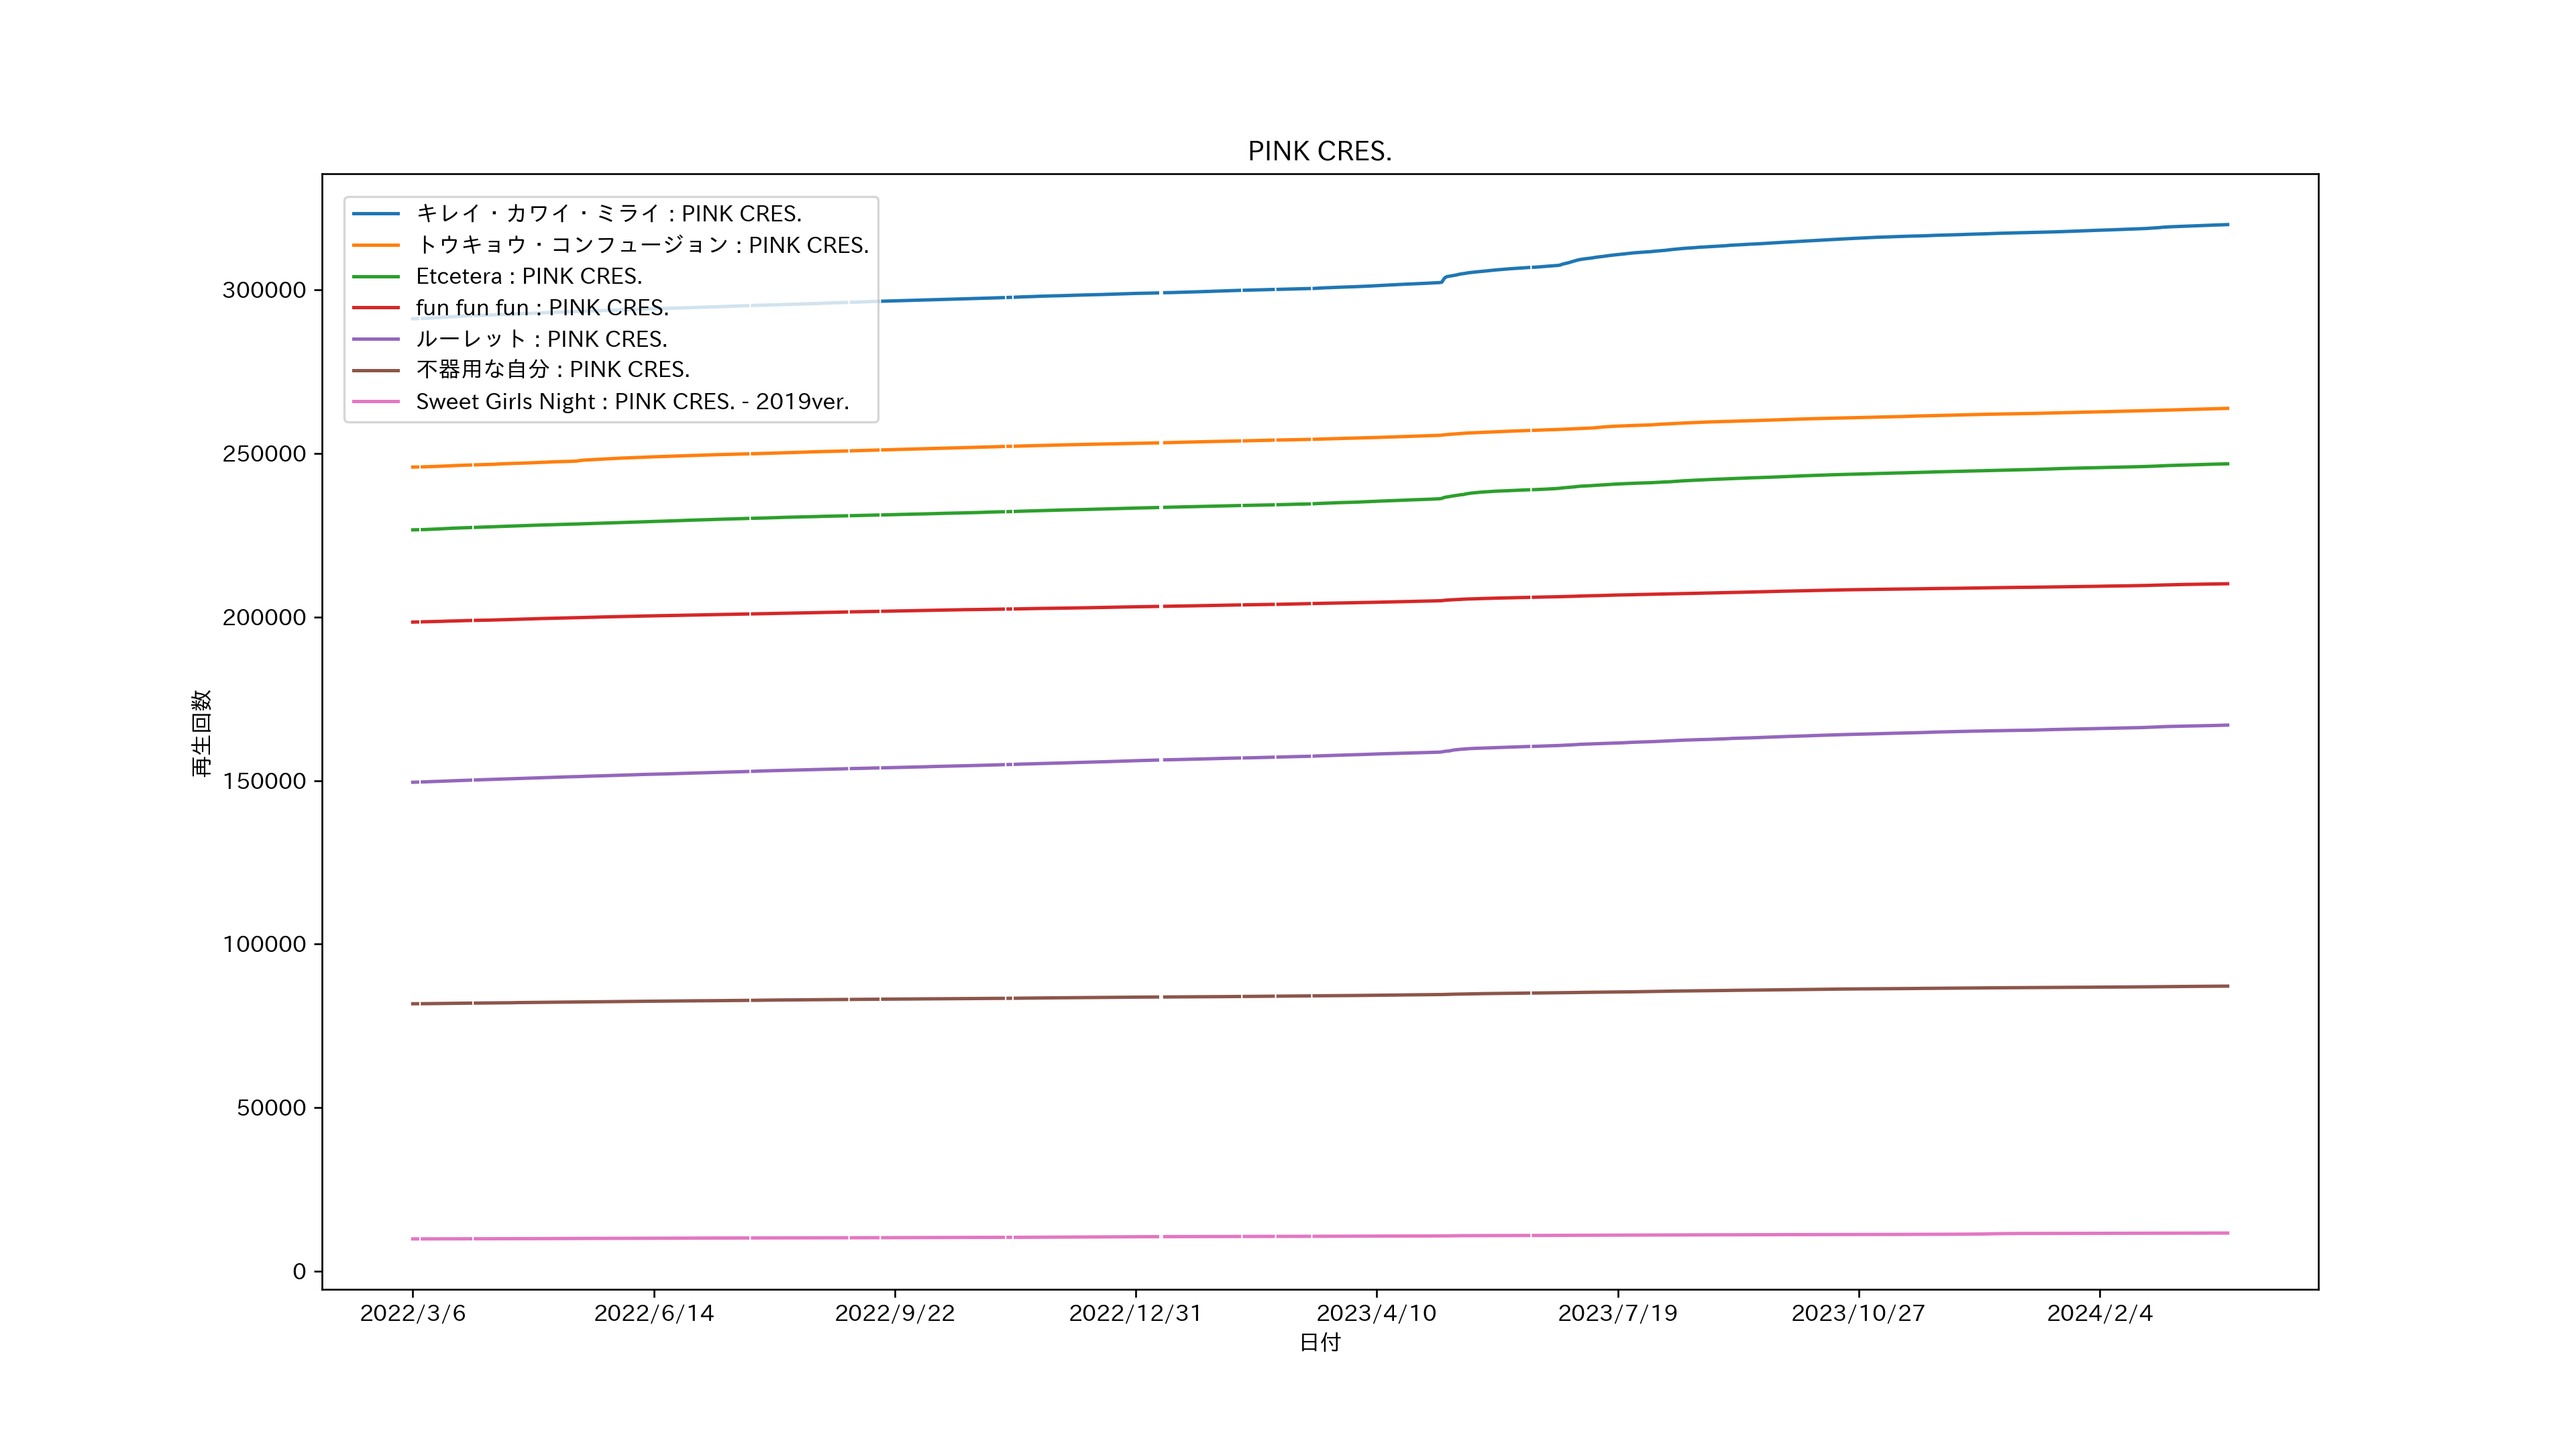 PINK CRES.
キレイ・カワイ・ミライ : PINK CRES.
トウキョウ・コンフュージョン : PINK CRES.
Etcetera : PINK CRES.
fun fun fun : PINK CRES.
ルーレット : PINK CRES.
不器用な自分 : PINK CRES.
Sweet Girls Night : PINK CRES. - 2019ver.
300000
250000
200000
150000
100000
50000
0
再生回数
2022/3/6
2022/6/14
2022/9/22
2022/12/31
2023/4/10
2023/7/19
2023/10/27
2024/2/4
日付